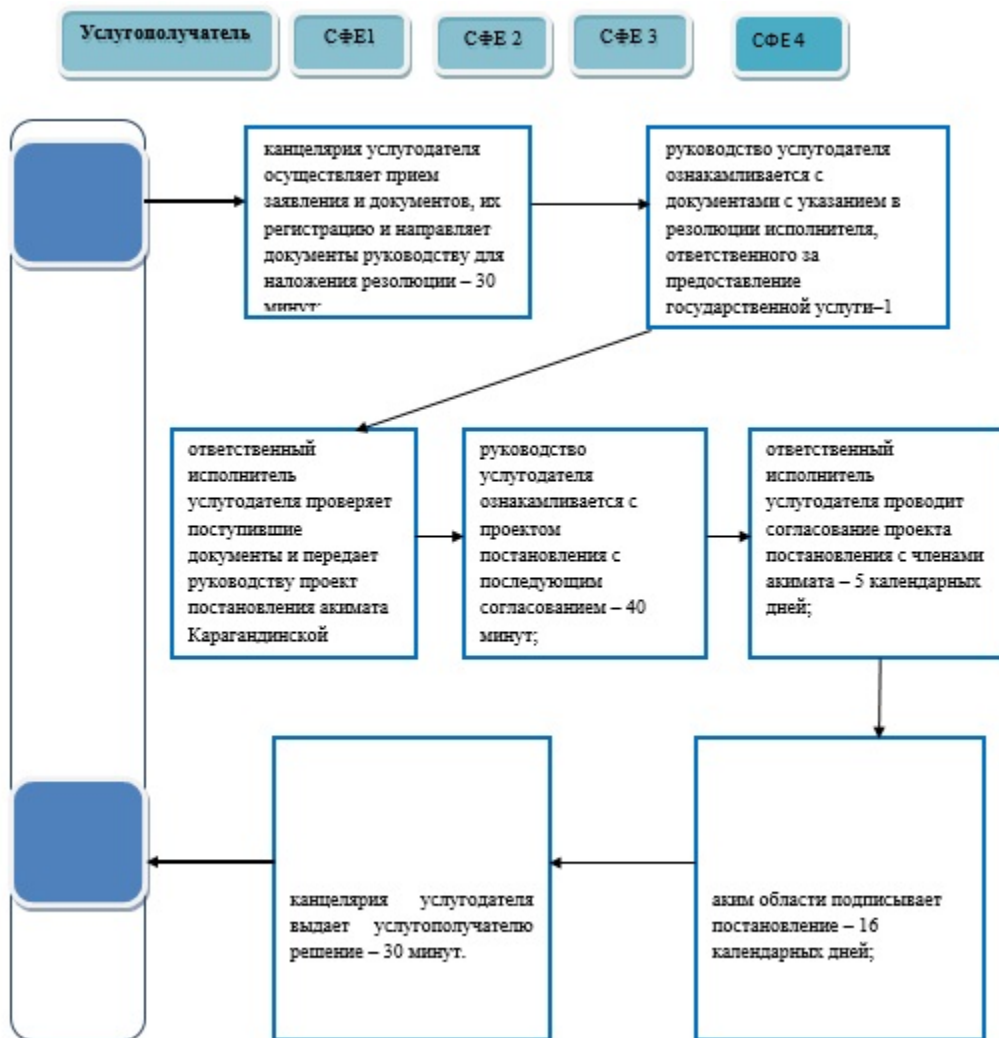 Услугополучатель
СФЕ1
СФЕ 2
СФЕ 3
СФЕ 4
канцелярия услугодателя
осуществляет прием
заявления и документов, их
регистрацию и направляет
документы руководству для
наложения резолюции – 30
минут;
руководство услугодателя
ознакамливается с
документами с указанием в
резолюции исполнителя,
ответственного за
предоставление
государственной услуги–1
ответственный
исполнитель
услугодателя проверяет
поступившие
документы и передает
руководству проект
постановления акимата
Карагандинской
руководство
услугодателя
ознакамливается с
проектом
постановления с
последующим
согласованием – 40
минут;
ответственный
исполнитель
услугодателя проводит
согласование проекта
постановления с членами
акимата – 5 календарных
дней;
канцелярия услугодателя
выдает услугополучателю
решение – 30 минут.
аким области подписывает
постановление – 16
календарных дней;